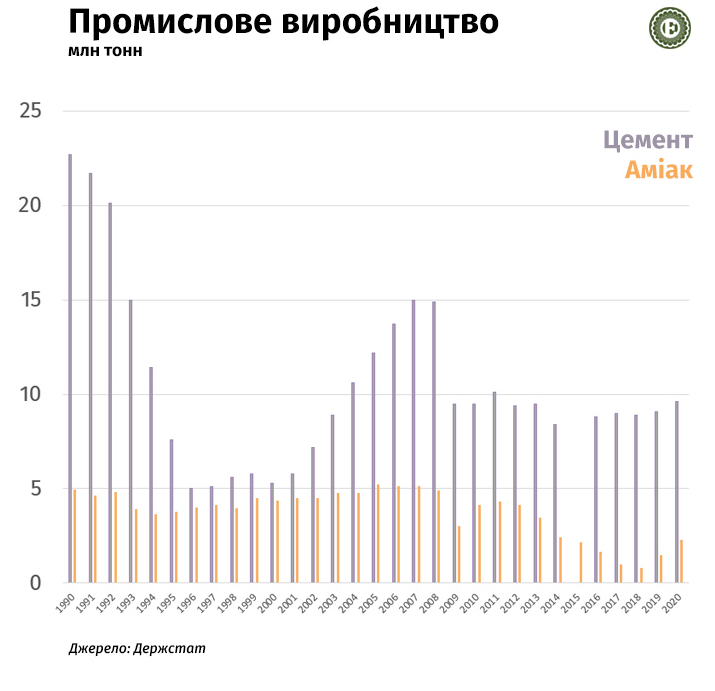 Промислове виробництво
млн тонн
25
Цемент
Аміак
20
15
10
5
0
1990 1991 1992 1993 1994 1995 1996 1997 1998 1999 2000 2001 2002 2003 2004 2005 2006 2007 2008 2009 2010 2011 2012 2013 2014 2015 2016 2017 2018 2019 2020
Джерело: Держстат